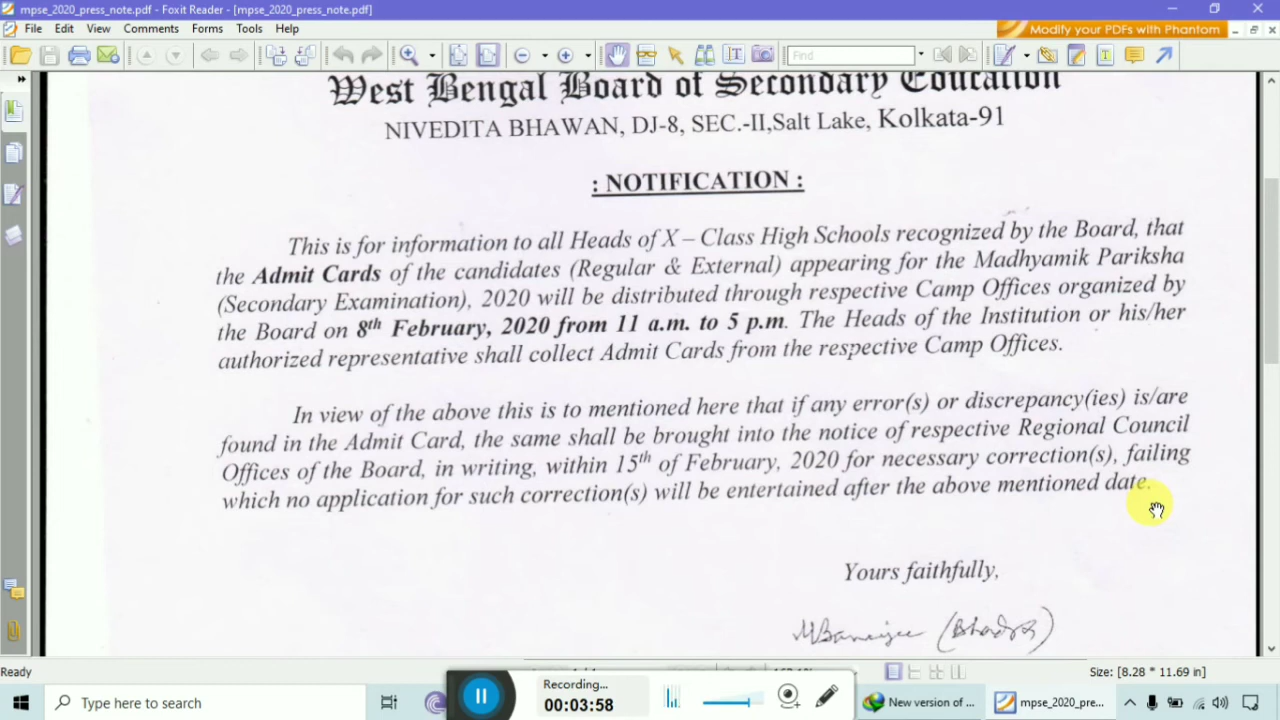 mpse_2020_press_note.pdf - Foxit Reader - [mpse_2020_press_note.pdf]
File Edit View Comments Forms Tools Help
Modify your PDFs with Phantom
Find
West Bengal Board of Secondary Education
NIVEDITA BHAWAN, DJ-8, SEC.-II,Salt Lake, Kolkata-91
: NOTIFICATION :
This is for information to all Heads of X – Class High Schools recognized by the Board, that
the Admit Cards of the candidates (Regular & External) appearing for the Madhyamik Pariksha
(Secondary Examination), 2020 will be distributed through respective Camp Offices organized by
the Board on 8th February, 2020 from 11 a.m. to 5 p.m. The Heads of the Institution or his/her
authorized representative shall collect Admit Cards from the respective Camp Offices.
In view of the above this is to mentioned here that if any error(s) or discrepancy(ies) is/are
found in the Admit Card, the same shall be brought into the notice of respective Regional Council
Offices of the Board, in writing, within 15th of February, 2020 for necessary correction(s), failing
which no application for such correction(s) will be entertained after the above mentioned date.
Yours faithfully,
Ready
Size: [8.28 * 11.69 in]
Type here to search
Recording...
00:03:58
New version of ...
mpse_2020_pre...